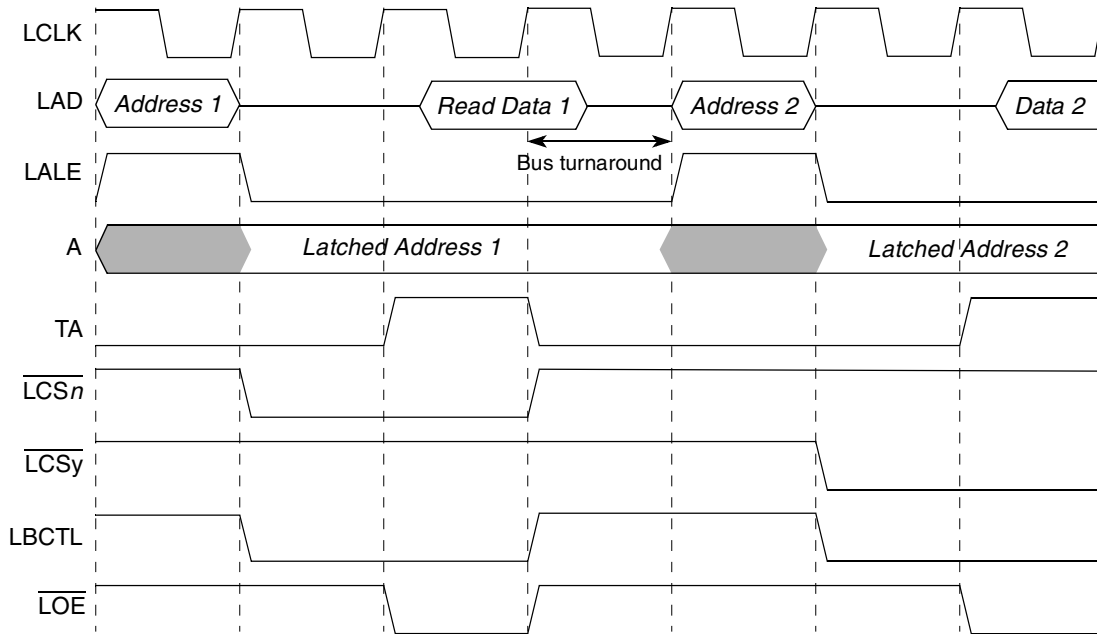 LCLK
LAD Address 1 Read Data 1 Address 2 Data 2
Bus turnaround
LALE
A Latched Address 1 Latched Address 2
TA
LCSn
LCSy
LBCTL
LOE